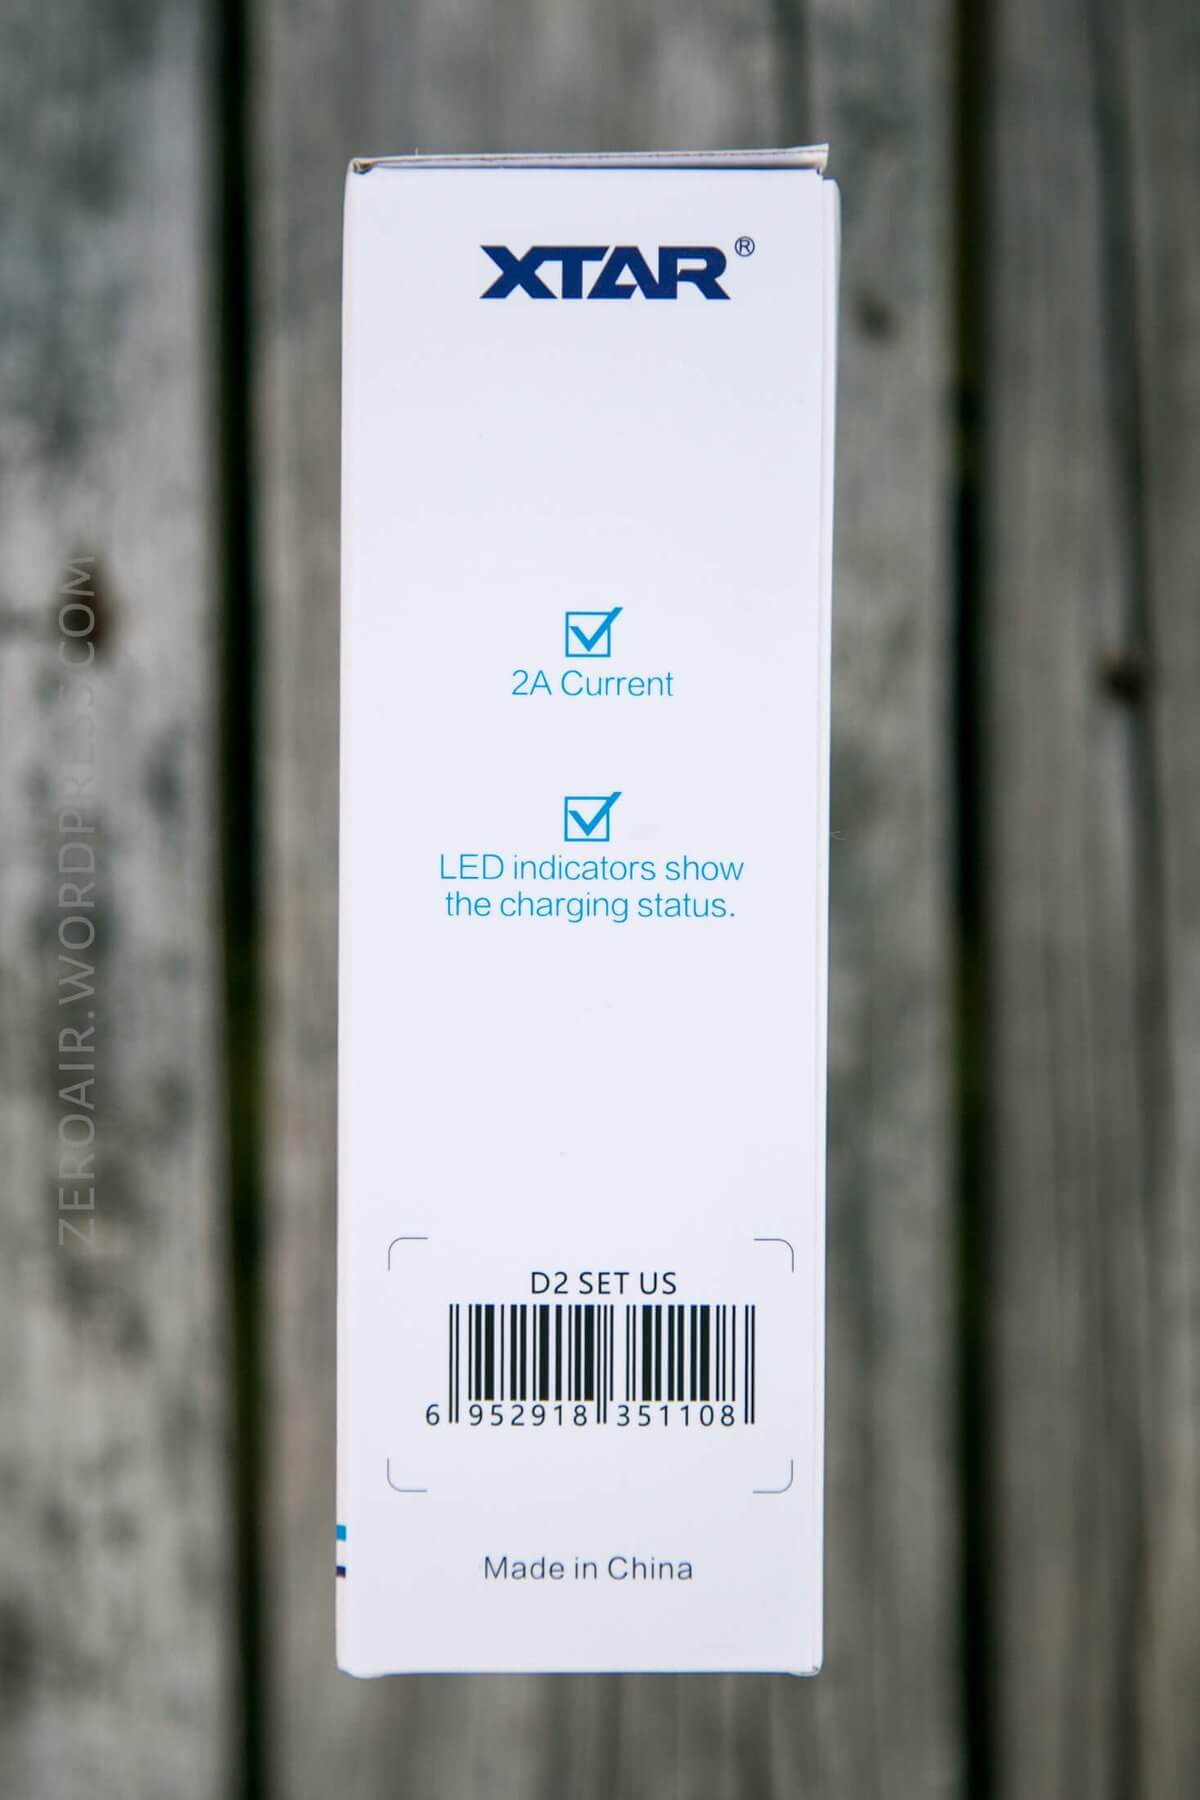 XTAR®
2A Current
LED indicators show
the charging status.
D2 SET US
6 952918 351108
Made in China
ZEROAIR.WORDPRESS.COM